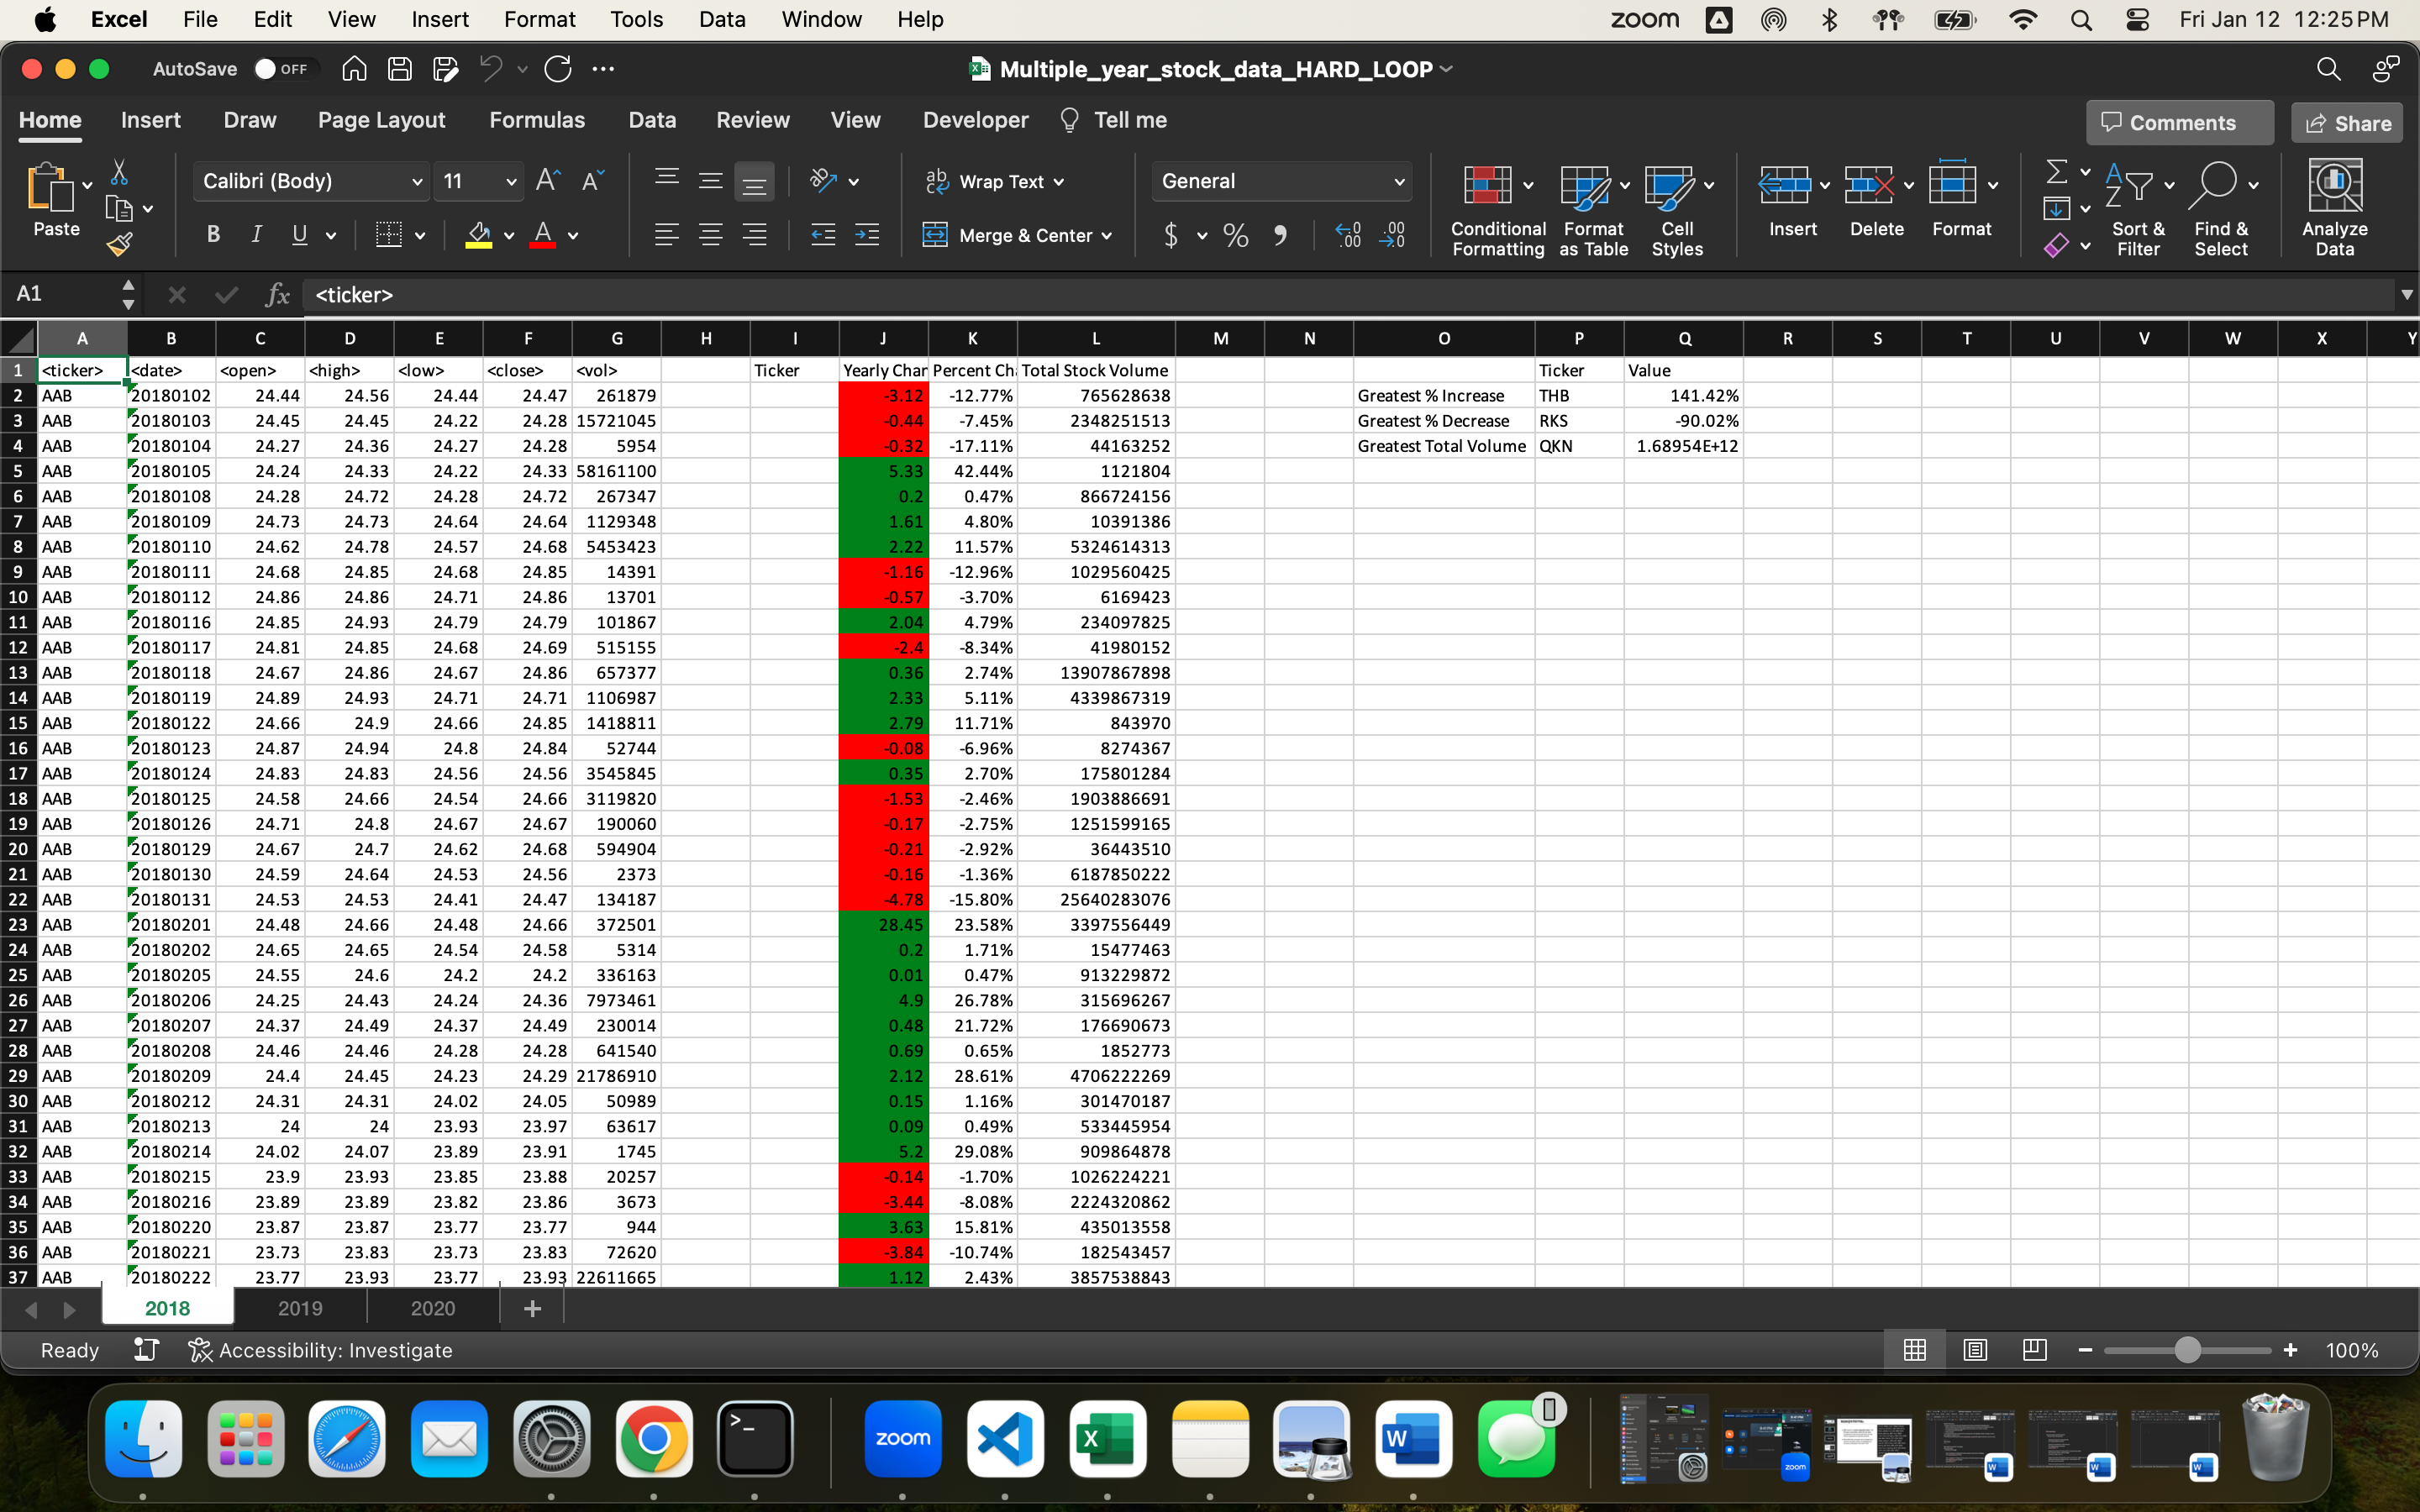 Excel File Edit View Insert Format Tools Data Window Help zoom Fri Jan 12 12:25 PM
AutoSave OFF Multiple_year_stock_data_HARD_LOOP
Home Insert Draw Page Layout Formulas Data Review View Developer Tell me Comments Share
Paste Calibri (Body) 11 Wrap Text General
B I U A Merge & Center $ % Conditional Formatting Format as Table Cell Styles Insert Delete Format Sort & Filter Find & Select Analyze Data
A1 fx <ticker>
A B C D E F G H I J K L M N O P Q R S T U V W X Y
1 <ticker> <date> <open> <high> <low> <close> <vol> Ticker Yearly Char Percent Ch Total Stock Volume Ticker Value
2 AAB 20180102 24.44 24.56 24.44 24.47 261879 -3.12 -12.77% 765628638 Greatest % Increase THB 141.42%
3 AAB 20180103 24.45 24.45 24.22 24.28 15721045 -0.44 -7.45% 2348251513 Greatest % Decrease RKS -90.02%
4 AAB 20180104 24.27 24.36 24.27 24.28 5954 -0.32 -17.11% 44163252 Greatest Total Volume QKN 1.68954E+12
5 AAB 20180105 24.24 24.33 24.22 24.33 58161100 5.33 42.44% 1121804
6 AAB 20180108 24.28 24.72 24.28 24.72 267347 0.2 0.47% 866724156
7 AAB 20180109 24.73 24.73 24.64 24.64 1129348 1.61 4.80% 10391386
8 AAB 20180110 24.62 24.78 24.57 24.68 5453423 2.22 11.57% 5324614313
9 AAB 20180111 24.68 24.85 24.68 24.85 14391 -1.16 -12.96% 1029560425
10 AAB 20180112 24.86 24.86 24.71 24.86 13701 -0.57 -3.70% 6169423
11 AAB 20180116 24.85 24.93 24.79 24.79 101867 2.04 4.79% 234097825
12 AAB 20180117 24.81 24.85 24.68 24.69 515155 -2.4 -8.34% 41980152
13 AAB 20180118 24.67 24.86 24.67 24.86 657377 0.36 2.74% 13907867898
14 AAB 20180119 24.89 24.93 24.71 24.71 1106987 2.33 5.11% 4339867319
15 AAB 20180122 24.66 24.9 24.66 24.85 1418811 2.79 11.71% 843970
16 AAB 20180123 24.87 24.94 24.8 24.84 52744 -0.08 -6.96% 8274367
17 AAB 20180124 24.83 24.83 24.56 24.56 3545845 0.35 2.70% 175801284
18 AAB 20180125 24.58 24.66 24.54 24.66 3119820 -1.53 -2.46% 1903886691
19 AAB 20180126 24.71 24.8 24.67 24.67 190060 -0.17 -2.75% 1251599165
20 AAB 20180129 24.67 24.7 24.62 24.68 594904 -0.21 -2.92% 36443510
21 AAB 20180130 24.59 24.64 24.53 24.56 2373 -0.16 -1.36% 6187850222
22 AAB 20180131 24.53 24.53 24.41 24.47 134187 -4.78 -15.80% 25640283076
23 AAB 20180201 24.48 24.66 24.48 24.66 372501 28.45 23.58% 3397556449
24 AAB 20180202 24.65 24.65 24.54 24.58 5314 0.2 1.71% 15477463
25 AAB 20180205 24.55 24.6 24.2 24.2 336163 0.01 0.47% 913229872
26 AAB 20180206 24.25 24.43 24.24 24.36 7973461 4.9 26.78% 315696267
27 AAB 20180207 24.37 24.49 24.37 24.49 230014 0.48 21.72% 176690673
28 AAB 20180208 24.46 24.46 24.28 24.28 641540 0.69 0.65% 1852773
29 AAB 20180209 24.4 24.45 24.23 24.29 21786910 2.12 28.61% 4706222269
30 AAB 20180212 24.31 24.31 24.02 24.05 50989 0.15 1.16% 301470187
31 AAB 20180213 24 24 23.93 23.97 63617 0.09 0.49% 533445954
32 AAB 20180214 24.02 24.07 23.89 23.91 1745 5.2 29.08% 909864878
33 AAB 20180215 23.9 23.93 23.85 23.88 20257 -0.14 -1.70% 1026224221
34 AAB 20180216 23.89 23.89 23.82 23.86 3673 -3.44 -8.08% 2224320862
35 AAB 20180220 23.87 23.87 23.77 23.77 944 3.63 15.81% 435013558
36 AAB 20180221 23.73 23.83 23.73 23.83 72620 -3.84 -10.74% 182543457
37 AAB 20180222 23.77 23.93 23.77 23.93 22611665 1.12 2.43% 3857538843
2018 2019 2020 +
Ready Accessibility: Investigate 100%
zoom X W zoom W W W